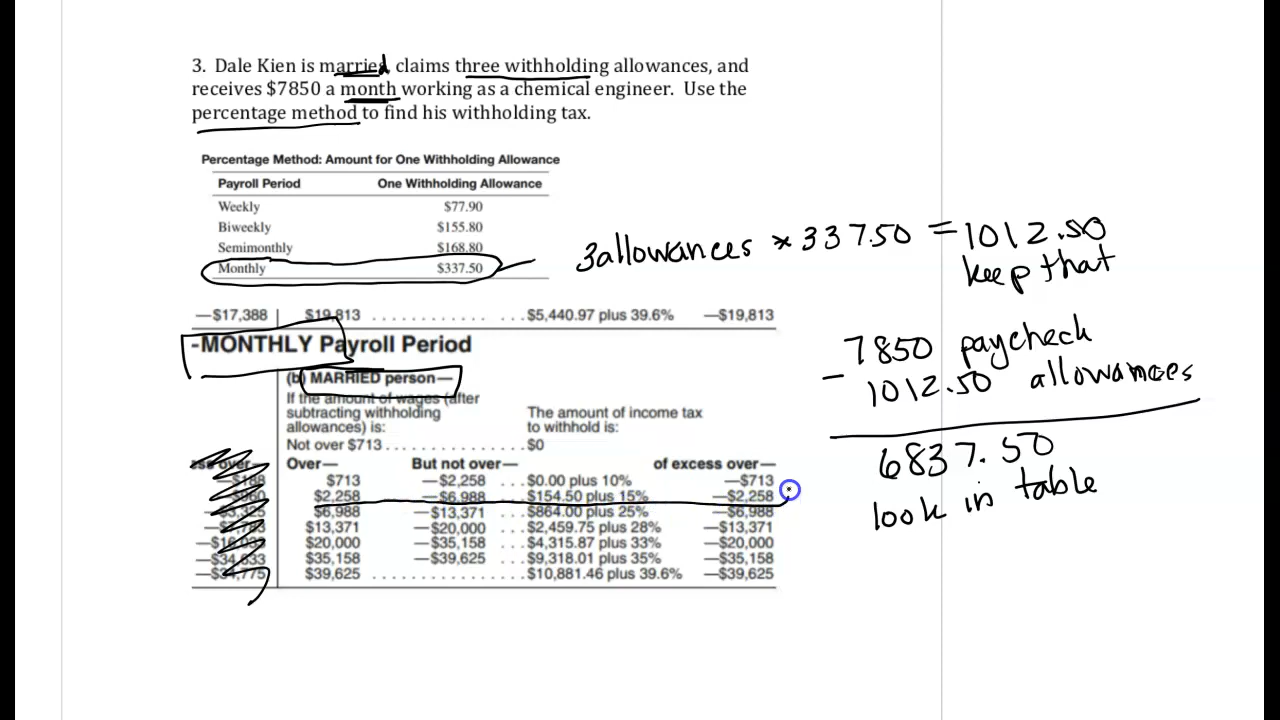 3. Dale Kien is married claims three withholding allowances, and
receives $7850 a month working as a chemical engineer. Use the
percentage method to find his withholding tax.
Percentage Method: Amount for One Withholding Allowance
Payroll Period One Withholding Allowance
Weekly $77.90
Biweekly $155.80
Semimonthly $168.80
Monthly $337.50
3 allowances × 337.50 = 1012.50
keep that
—$17,388 $19,813 . . . . . . . . . . . . $5,440.97 plus 39.6% —$19,813
-MONTHLY Payroll Period
(b) MARRIED person—
If the amount of wages (after
subtracting withholding The amount of income tax
allowances) is: to withhold is:
Not over $713 . . . . . . . . . . . . . . $0
Over— But not over— of excess over—
$713 —$2,258 . . . $0.00 plus 10% —$713
$2,258 —$6,988 . . . $154.50 plus 15% —$2,258
$6,988 —$13,371 . . . $864.00 plus 25% —$6,988
$13,371 —$20,000 . . . $2,459.75 plus 28% —$13,371
$20,000 —$35,158 . . . $4,315.87 plus 33% —$20,000
$35,158 —$39,625 . . . $9,318.01 plus 35% —$35,158
$39,625 . . . . . . . . . . . . . . $10,881.46 plus 39.6% —$39,625
7850 paycheck
— 1012.50 allowances
6837.50
look in table